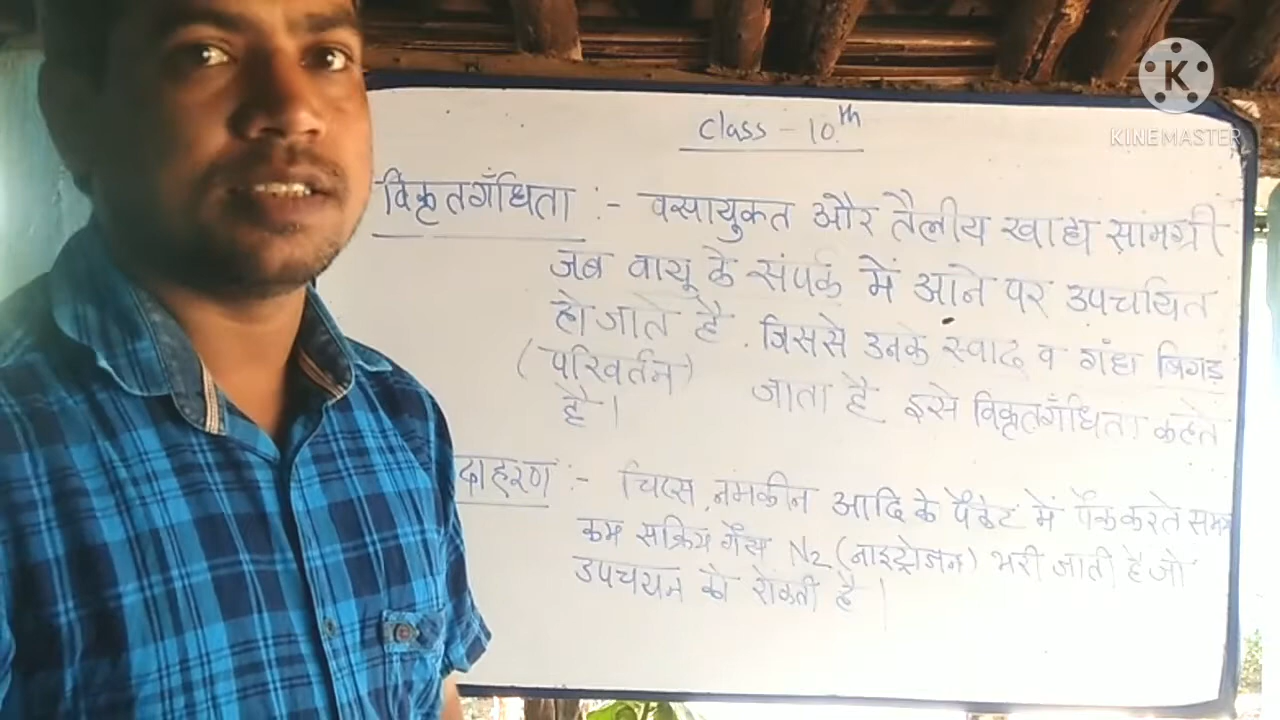 Class - 10th
विकृतगँधिता :- वसायुक्त और तैलीय खाद्य सांमग्री
जब वायू के संपर्क में आने पर उपचयित
हो जाते है . जिससे उनके स्वाद व गंध बिगड़
(परिवर्तन) जाता है इसे विकृतगँधिता कहते
है।
दाहरण :- चिप्स, नमकीन आदि के पैकेट में पैक करते समय
कम सक्रिय गैस N2 (नाइट्रोजन) भरी जाती है जो
उपचयन को रोकती है।
K
KINEMASTER